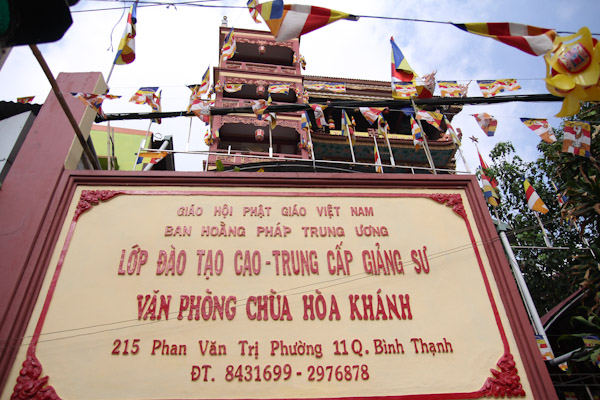 GIÁO HỘI PHẬT GIÁO VIỆT NAM
BAN HOẰNG PHÁP TRUNG ƯƠNG
LỚP ĐÀO TẠO CAO - TRUNG CẤP GIẢNG SƯ
VĂN PHÒNG CHÙA HÒA KHÁNH
215 Phan Văn Trị Phường 11 Q. Bình Thạnh
ĐT. 8431699 - 2976878